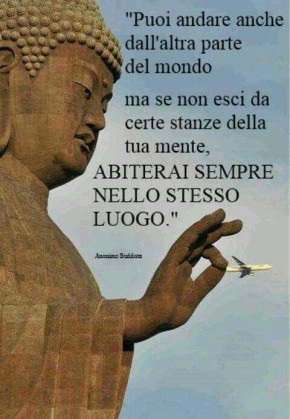 "Puoi andare anche
dall'altra parte
del mondo
ma se non esci da
certe stanze della
tua mente,
ABITERAI SEMPRE
NELLO STESSO
LUOGO."
Anonimo Buddista